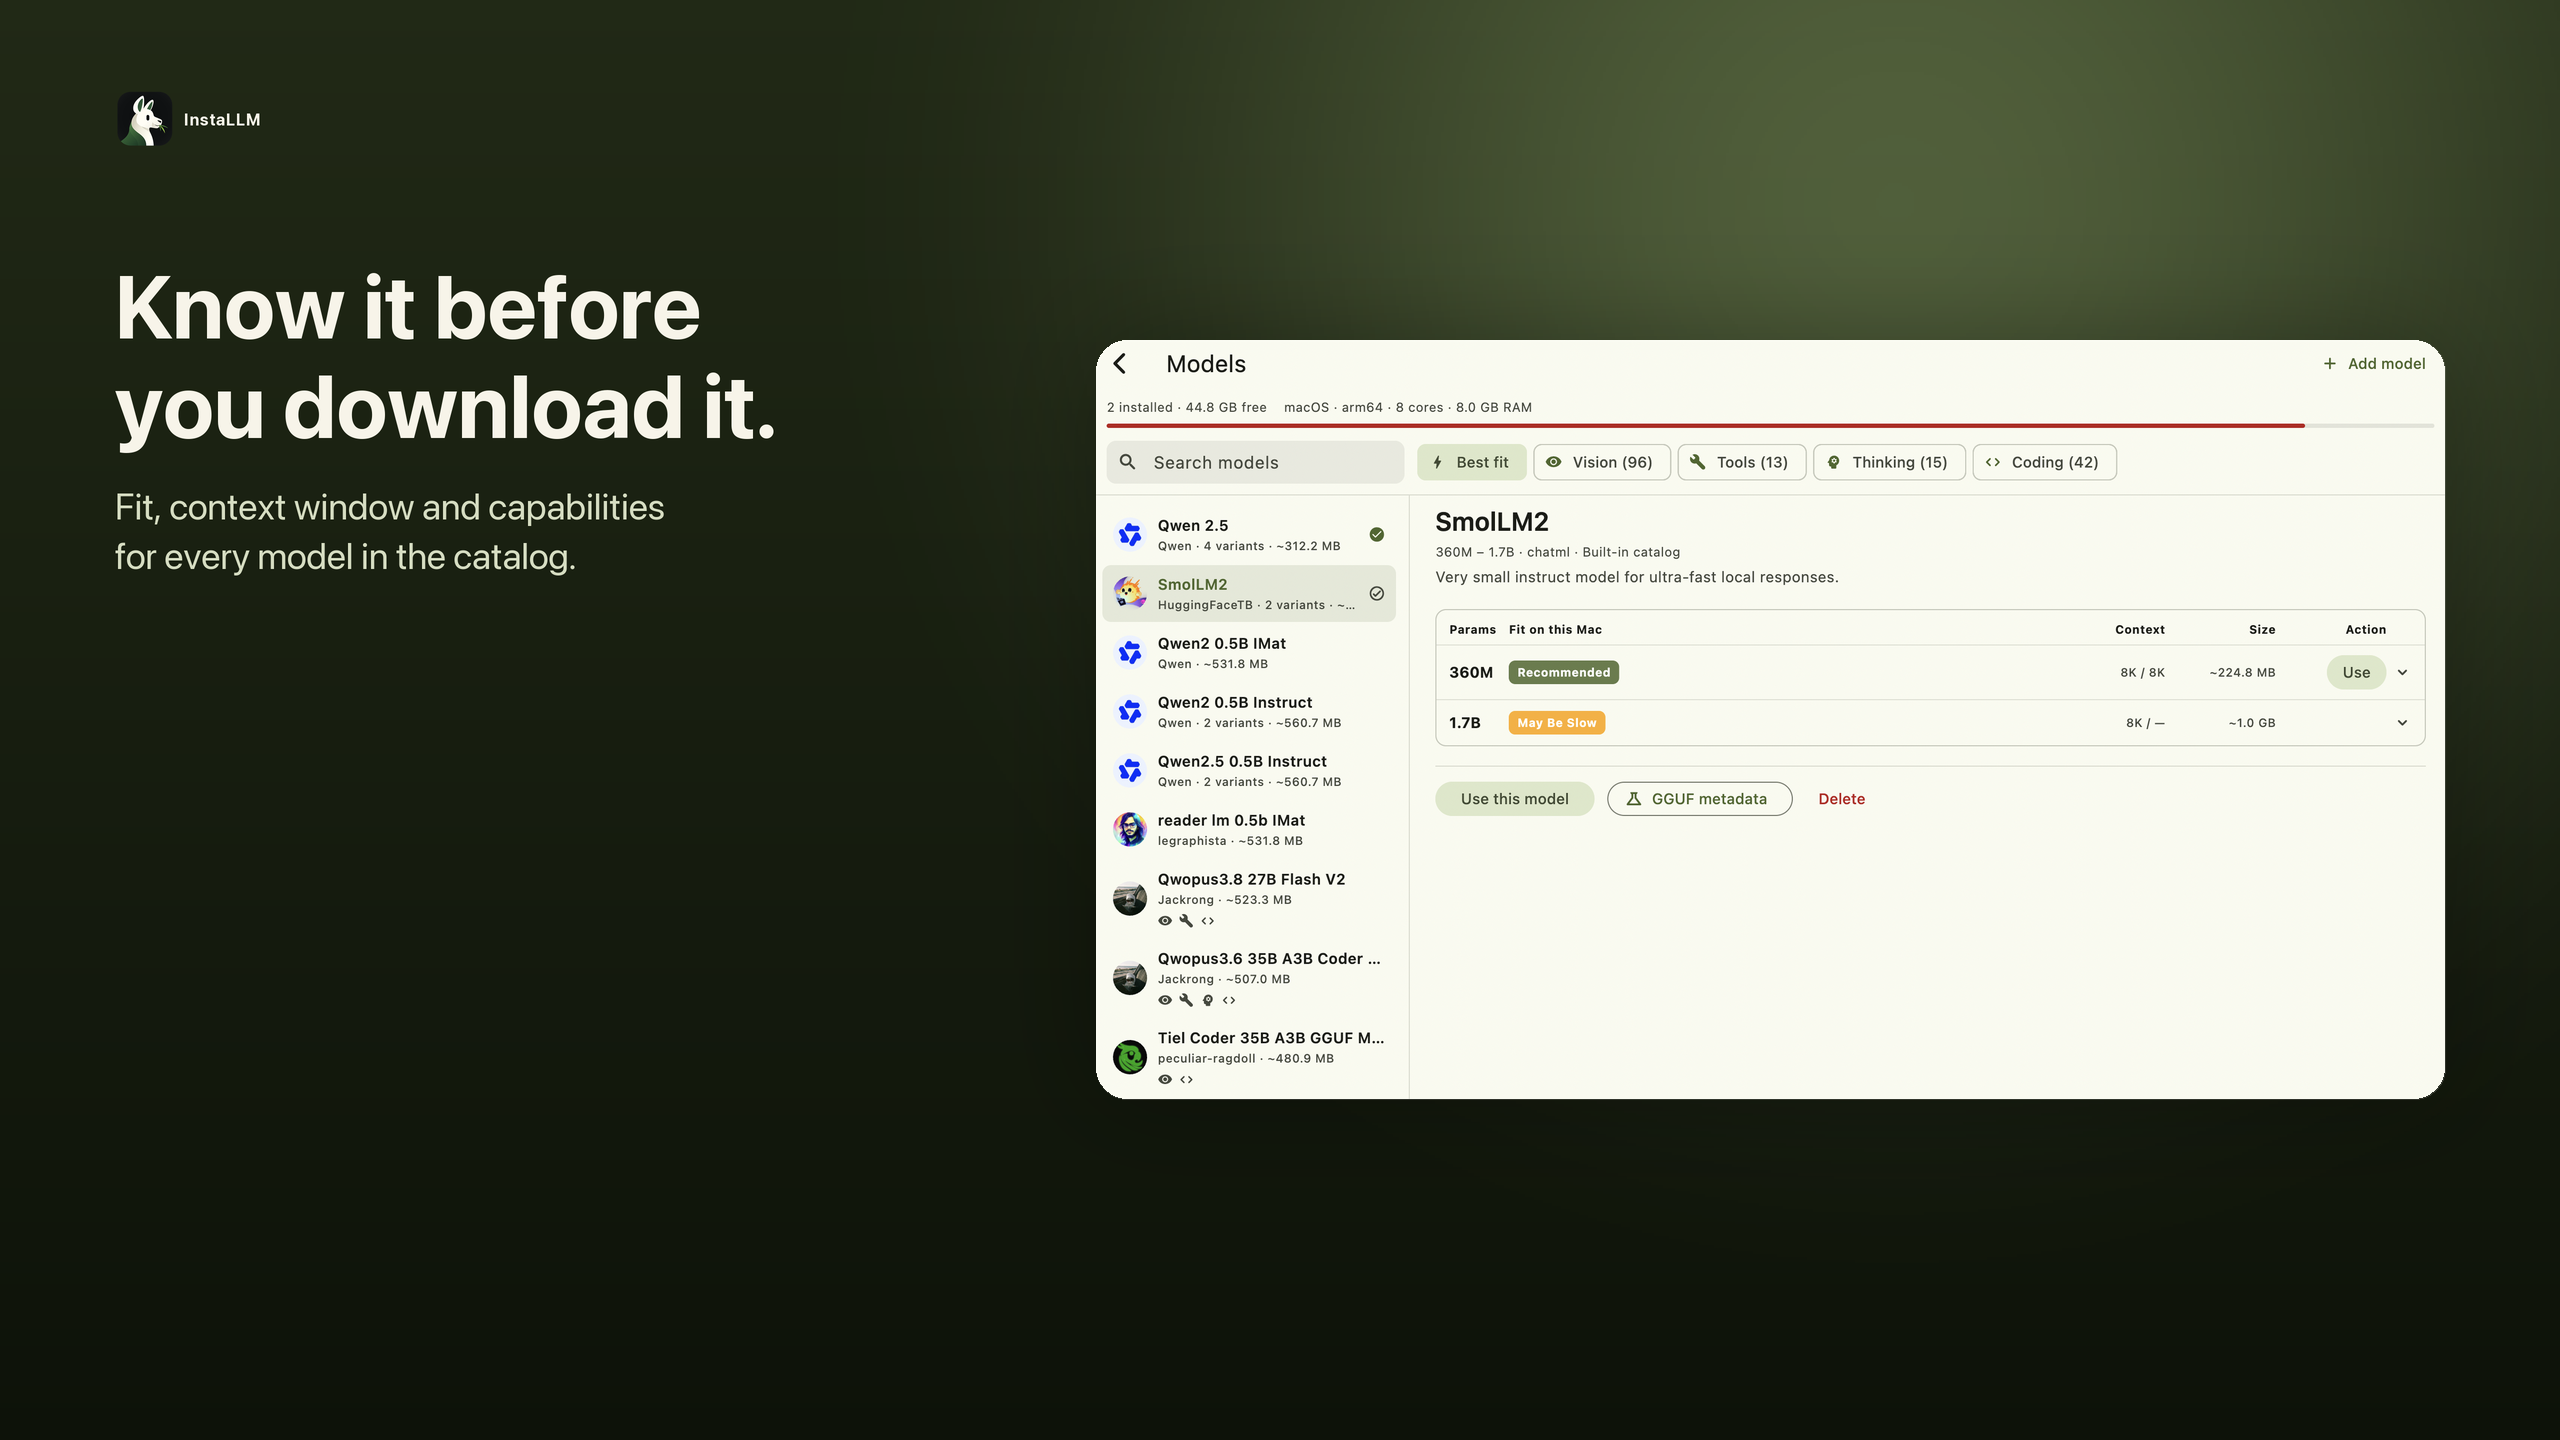 InstaLLM
Know it before
you download it.
Fit, context window and capabilities
for every model in the catalog.
Models
+ Add model
2 installed · 44.8 GB free macOS · arm64 · 8 cores · 8.0 GB RAM
Search models
Best fit
Vision (96)
Tools (13)
Thinking (15)
Coding (42)
Qwen 2.5
Qwen · 4 variants · ~312.2 MB
SmolLM2
HuggingFaceTB · 2 variants · ~...
Qwen2 0.5B IMat
Qwen · ~531.8 MB
Qwen2 0.5B Instruct
Qwen · 2 variants · ~560.7 MB
Qwen2.5 0.5B Instruct
Qwen · 2 variants · ~560.7 MB
reader lm 0.5b IMat
legraphista · ~531.8 MB
Qwopus3.8 27B Flash V2
Jackrong · ~523.3 MB
Qwopus3.6 35B A3B Coder ...
Jackrong · ~507.0 MB
Tiel Coder 35B A3B GGUF M...
peculiar-ragdoll · ~480.9 MB
SmolLM2
360M – 1.7B · chatml · Built-in catalog
Very small instruct model for ultra-fast local responses.
Params Fit on this Mac Context Size Action
360M Recommended 8K / 8K ~224.8 MB Use
1.7B May Be Slow 8K / — ~1.0 GB
Use this model
GGUF metadata
Delete